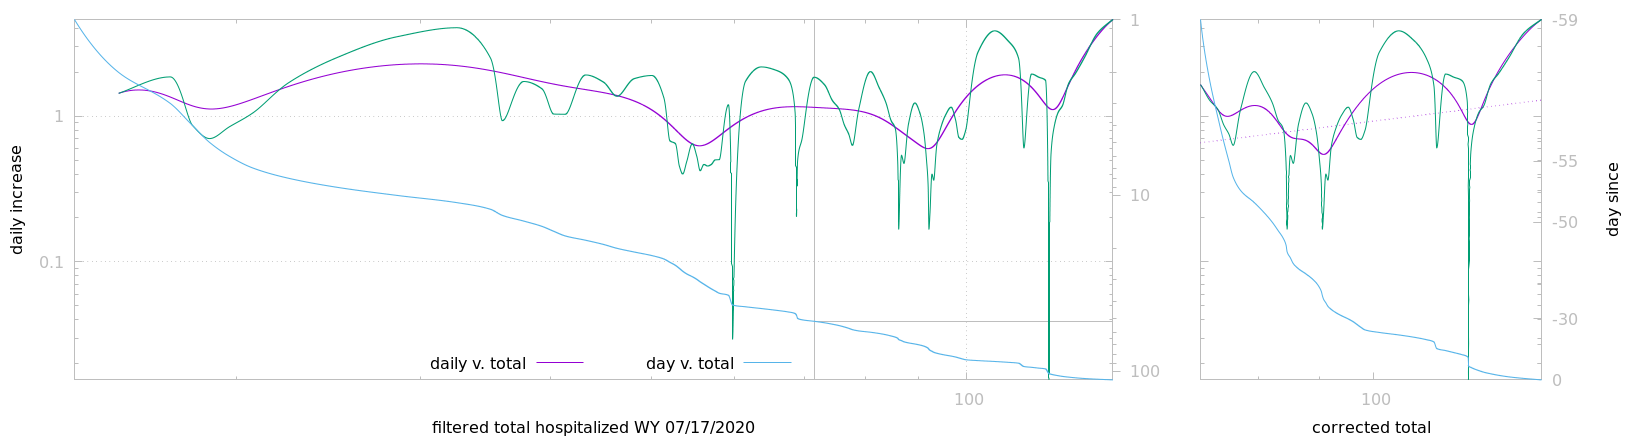 daily increase
1
0.1
daily v. total
day v. total
1
10
100
100
filtered total hospitalized WY 07/17/2020
-59
-55
-50
-30
0
day since
100
corrected total